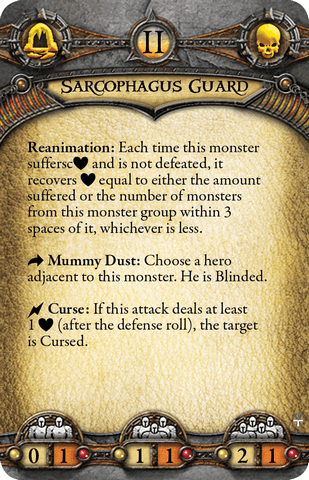 II
SARCOPHAGUS GUARD
Reanimation: Each time this monster
sufferse♥ and is not defeated, it
recovers ♥ equal to either the amount
suffered or the number of monsters
from this monster group within 3
spaces of it, whichever is less.
Mummy Dust: Choose a hero
adjacent to this monster. He is Blinded.
Curse: If this attack deals at least
1 ♥ (after the defense roll), the target
is Cursed.
0 1 1 1 2 1